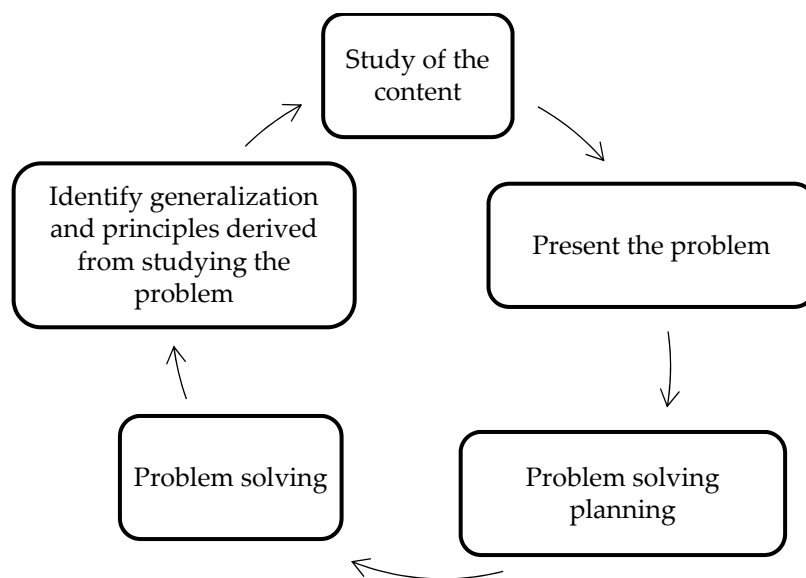 Study of the
content
Present the problem
Problem solving
planning
Problem solving
Identify generalization
and principles derived
from studying the
problem